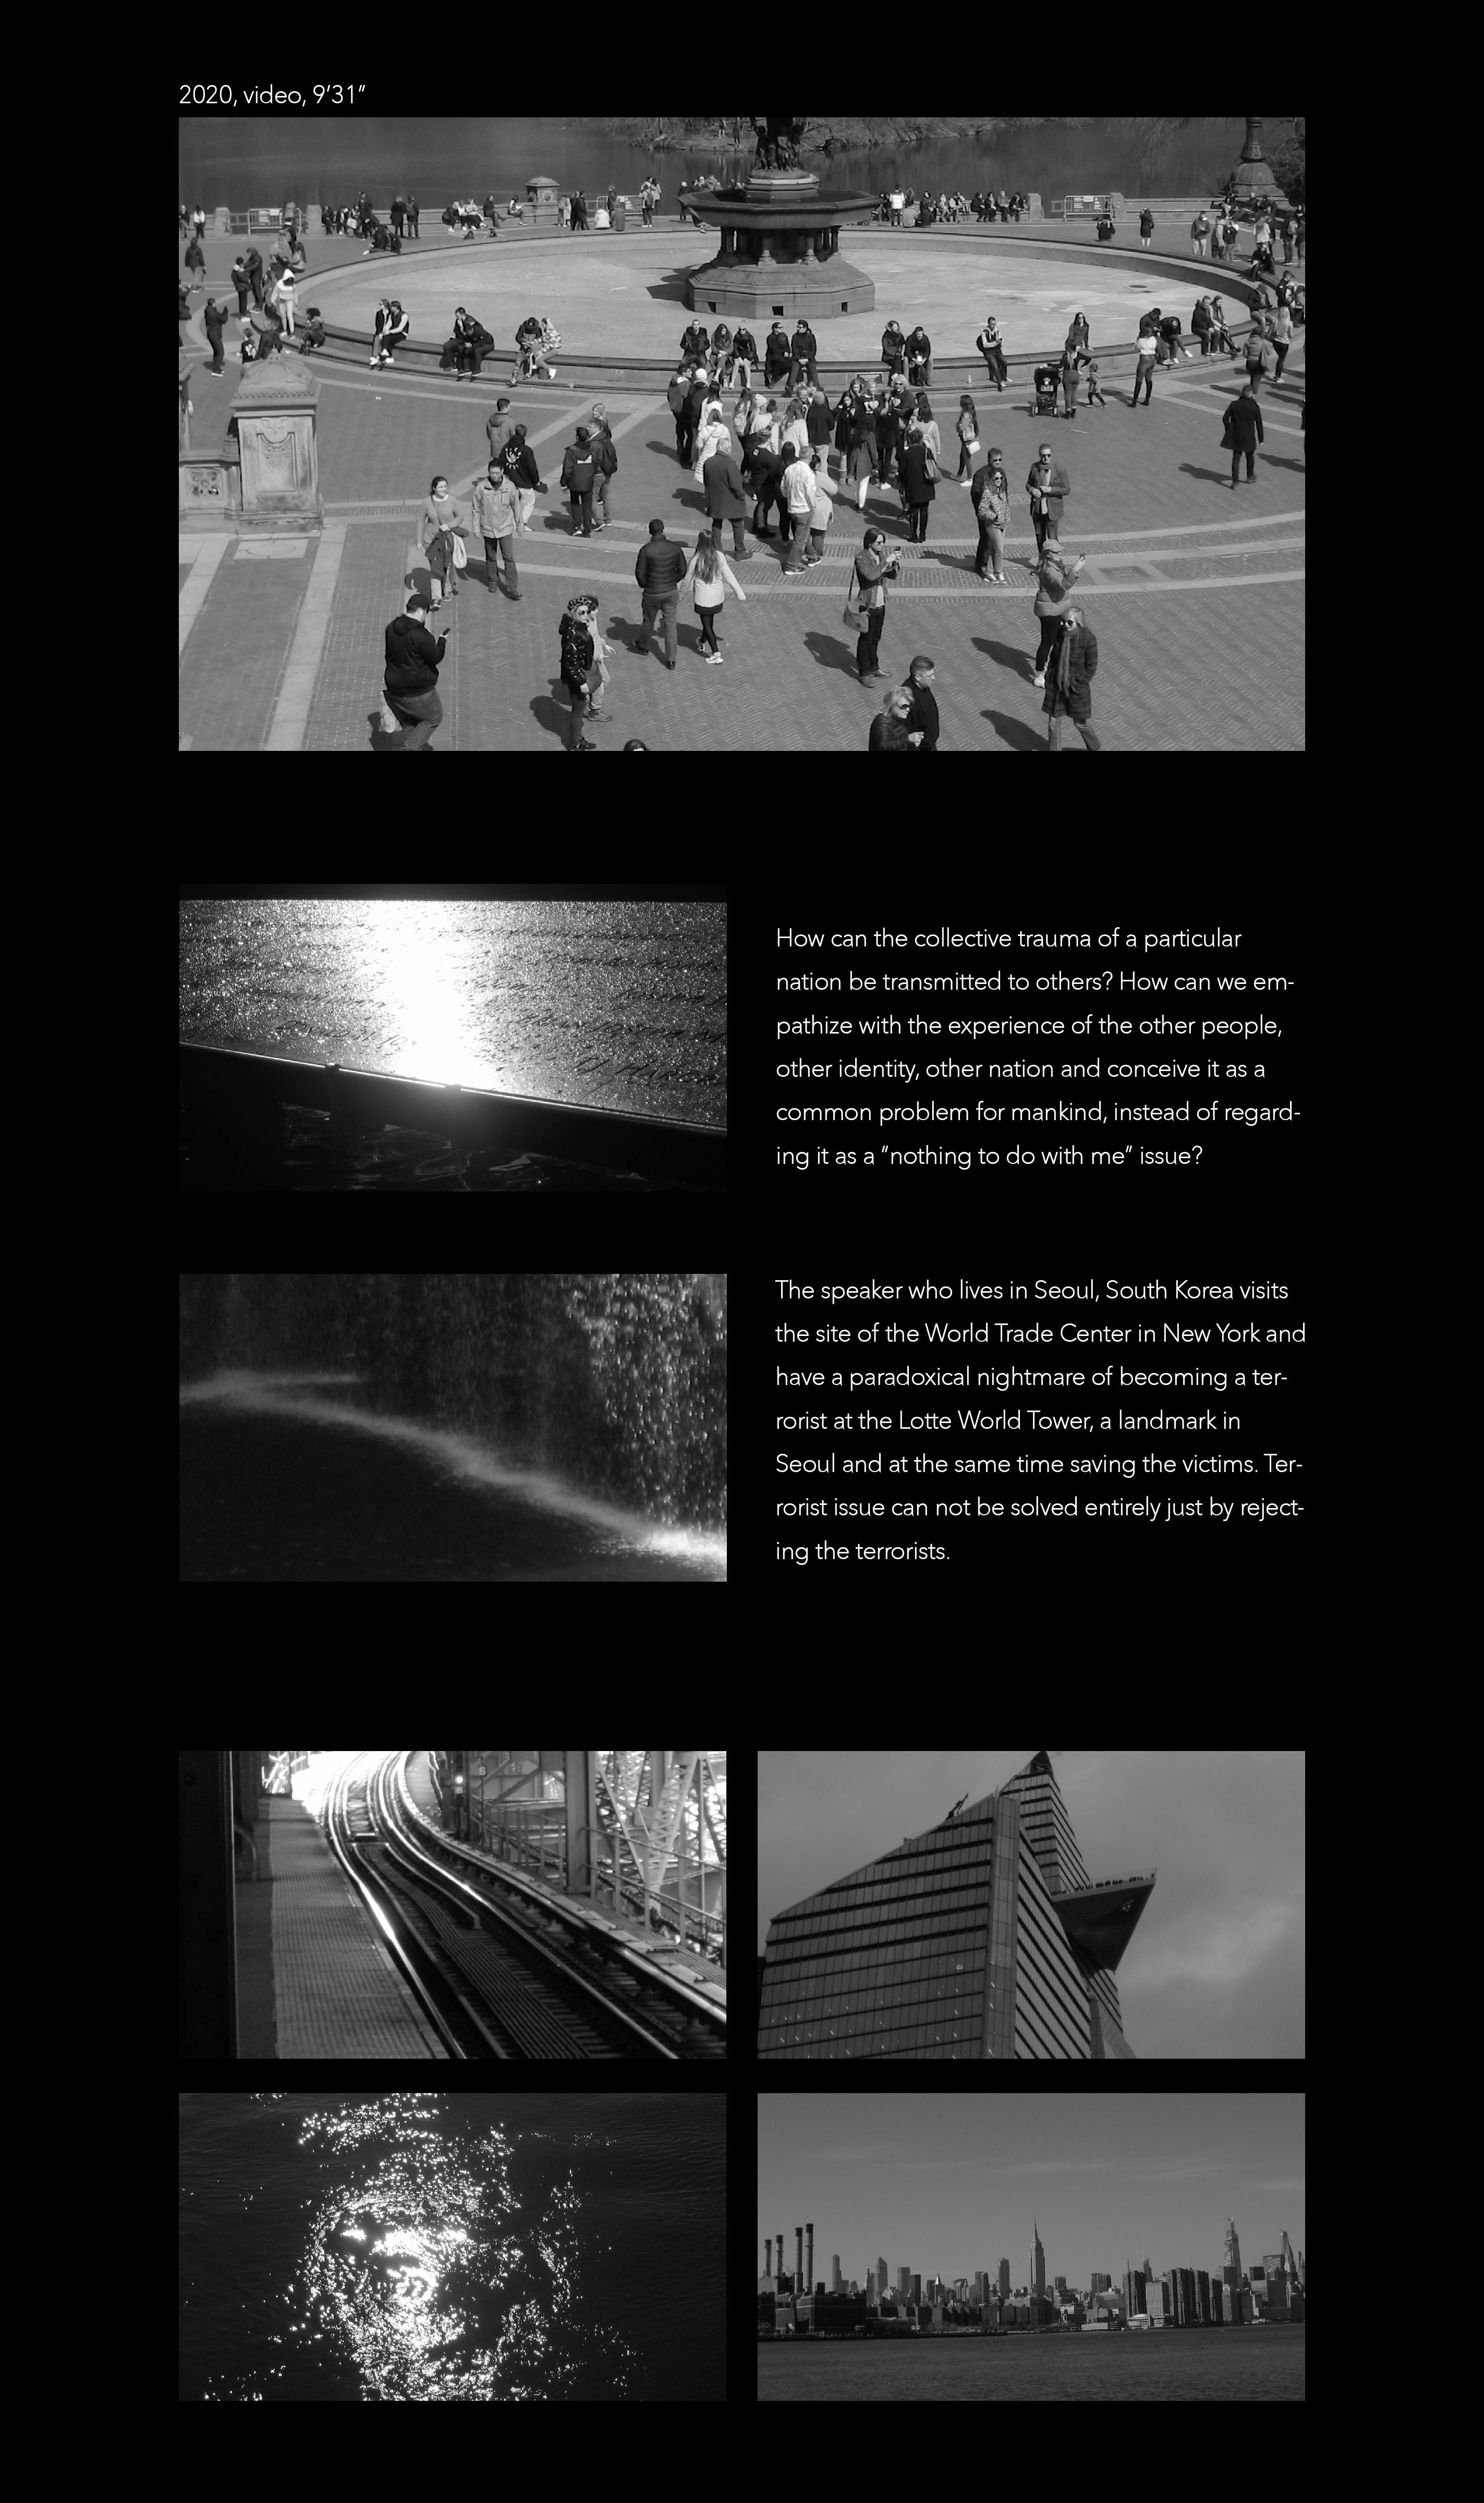 2020, video, 9’31”
How can the collective trauma of a particular
nation be transmitted to others? How can we em-
pathize with the experience of the other people,
other identity, other nation and conceive it as a
common problem for mankind, instead of regard-
ing it as a “nothing to do with me” issue?
The speaker who lives in Seoul, South Korea visits
the site of the World Trade Center in New York and
have a paradoxical nightmare of becoming a ter-
rorist at the Lotte World Tower, a landmark in
Seoul and at the same time saving the victims. Ter-
rorist issue can not be solved entirely just by reject-
ing the terrorists.